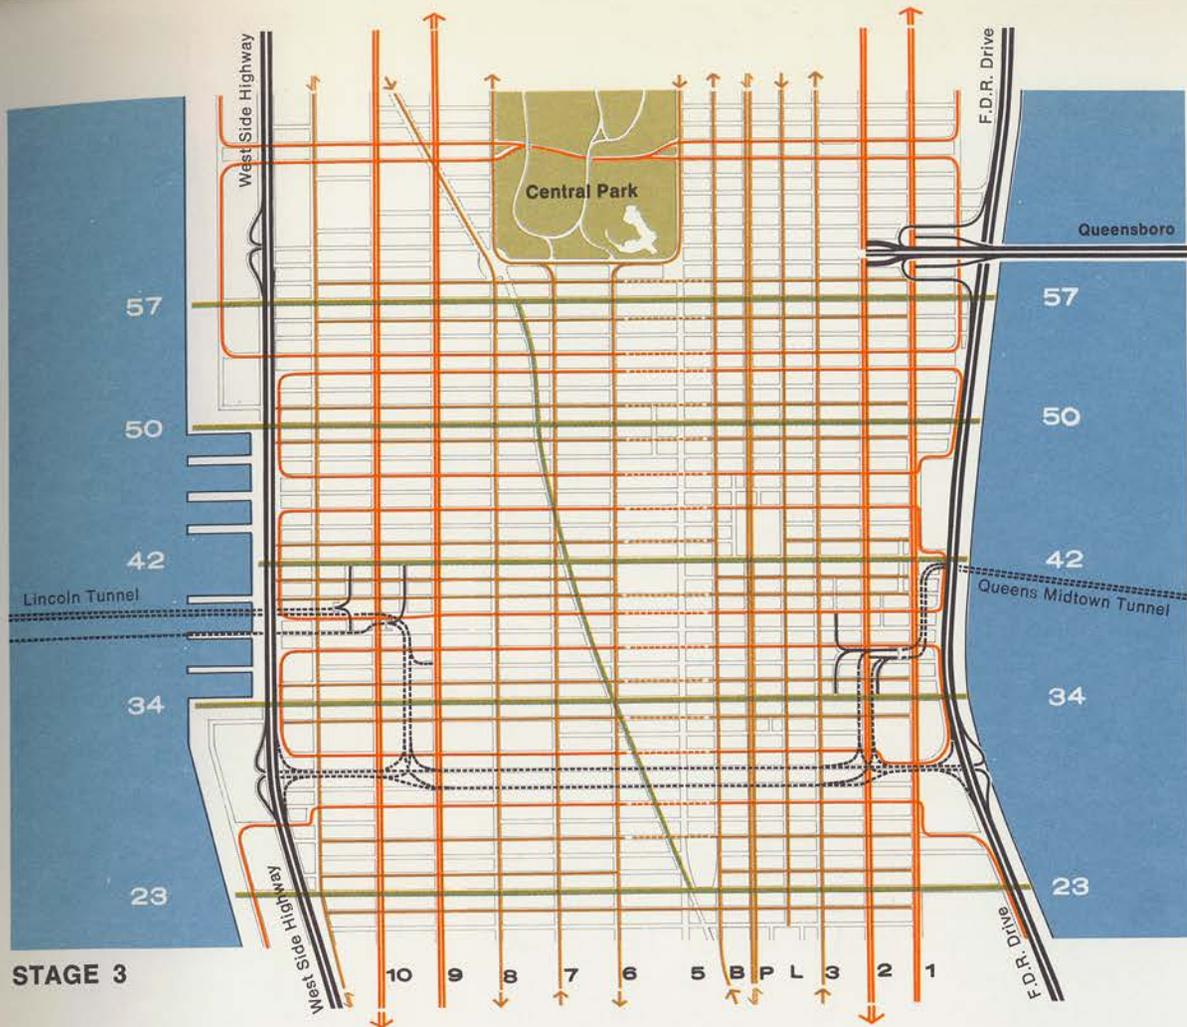 West Side Highway
F.D.R. Drive
Central Park
Queensboro
57
57
50
50
42
42
Lincoln Tunnel
Queens Midtown Tunnel
34
34
23
23
West Side Highway
F.D.R. Drive
STAGE 3
10 9 8 7 6 5 B P L 3 2 1